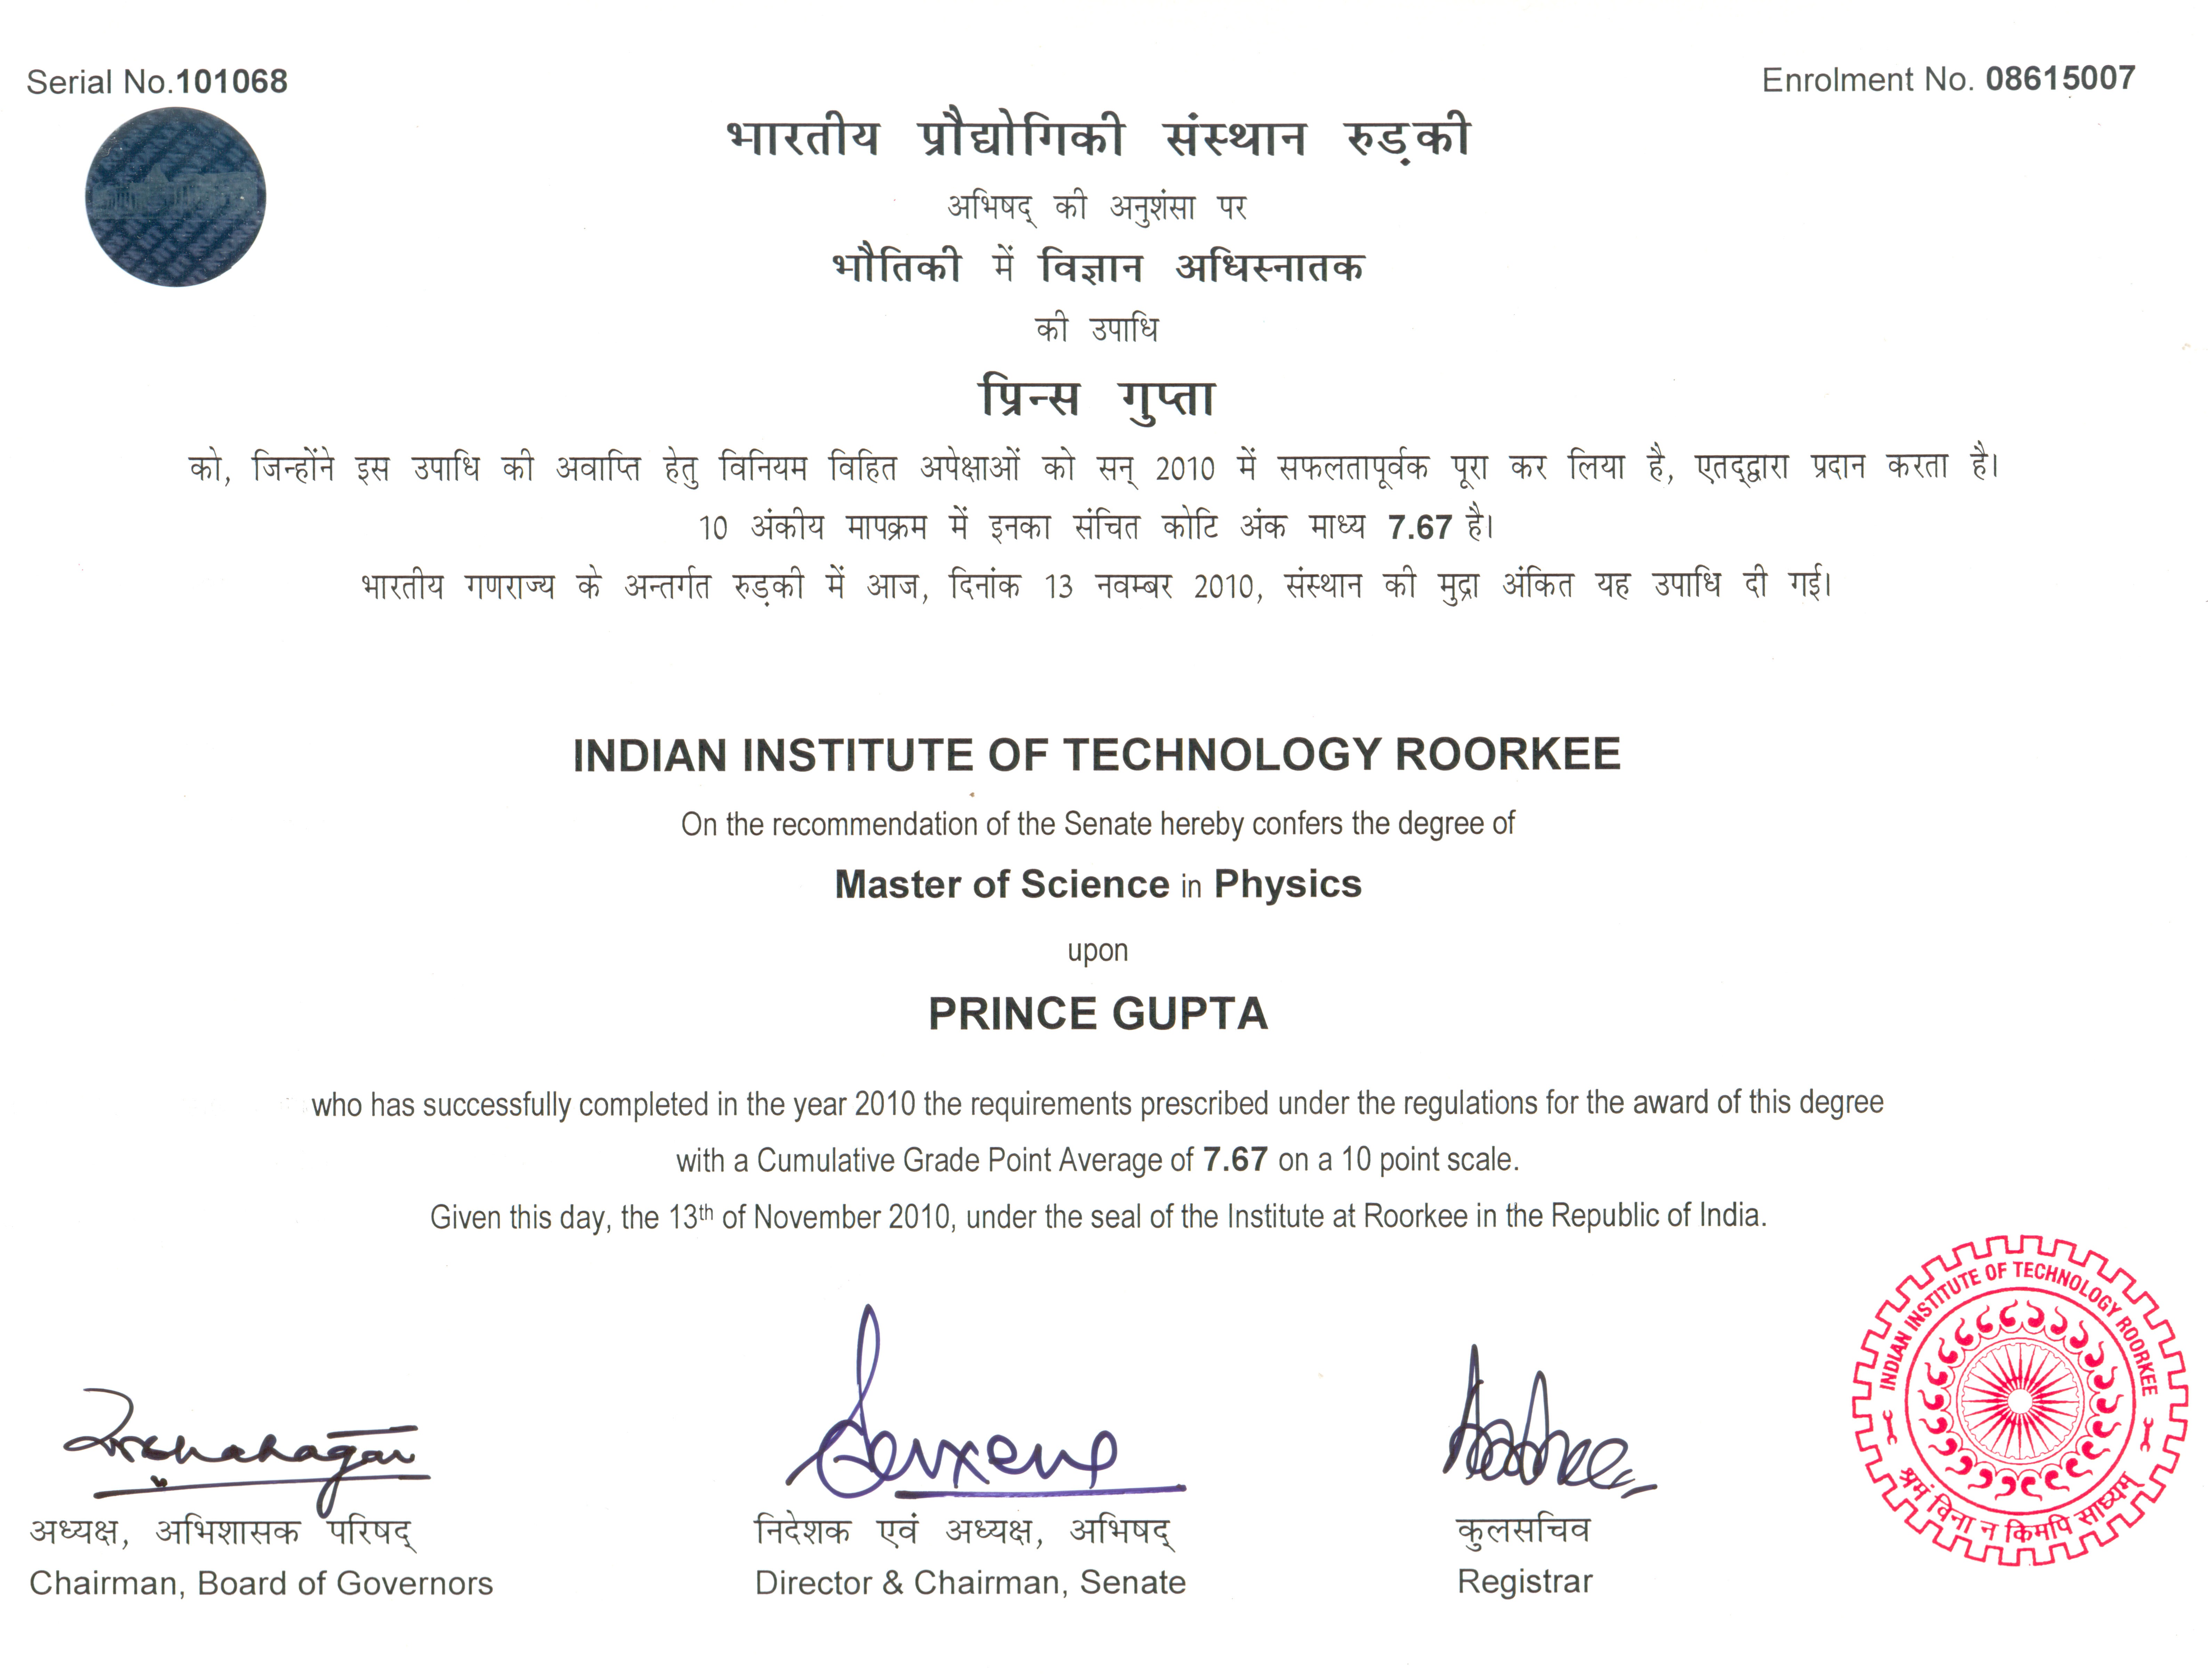 Serial No.101068
Enrolment No. 08615007
भारतीय प्रौद्योगिकी संस्थान रुड़की
अभिषद् की अनुशंसा पर
भौतिकी में विज्ञान अधिस्नातक
की उपाधि
प्रिन्स गुप्ता
को, जिन्होंने इस उपाधि की अवाप्ति हेतु विनियम विहित अपेक्षाओं को सन् 2010 में सफलतापूर्वक पूरा कर लिया है, एतद्द्वारा प्रदान करता है।
10 अंकीय मापक्रम में इनका संचित कोटि अंक माध्य 7.67 है।
भारतीय गणराज्य के अन्तर्गत रुड़की में आज, दिनांक 13 नवम्बर 2010, संस्थान की मुद्रा अंकित यह उपाधि दी गई।
INDIAN INSTITUTE OF TECHNOLOGY ROORKEE
On the recommendation of the Senate hereby confers the degree of
Master of Science in Physics
upon
PRINCE GUPTA
who has successfully completed in the year 2010 the requirements prescribed under the regulations for the award of this degree
with a Cumulative Grade Point Average of 7.67 on a 10 point scale.
Given this day, the 13th of November 2010, under the seal of the Institute at Roorkee in the Republic of India.
INDIAN INSTITUTE OF TECHNOLOGY ROORKEE
श्रमं विना न किमपि साध्यम्
अध्यक्ष, अभिशासक परिषद्
Chairman, Board of Governors
निदेशक एवं अध्यक्ष, अभिषद्
Director & Chairman, Senate
कुलसचिव
Registrar